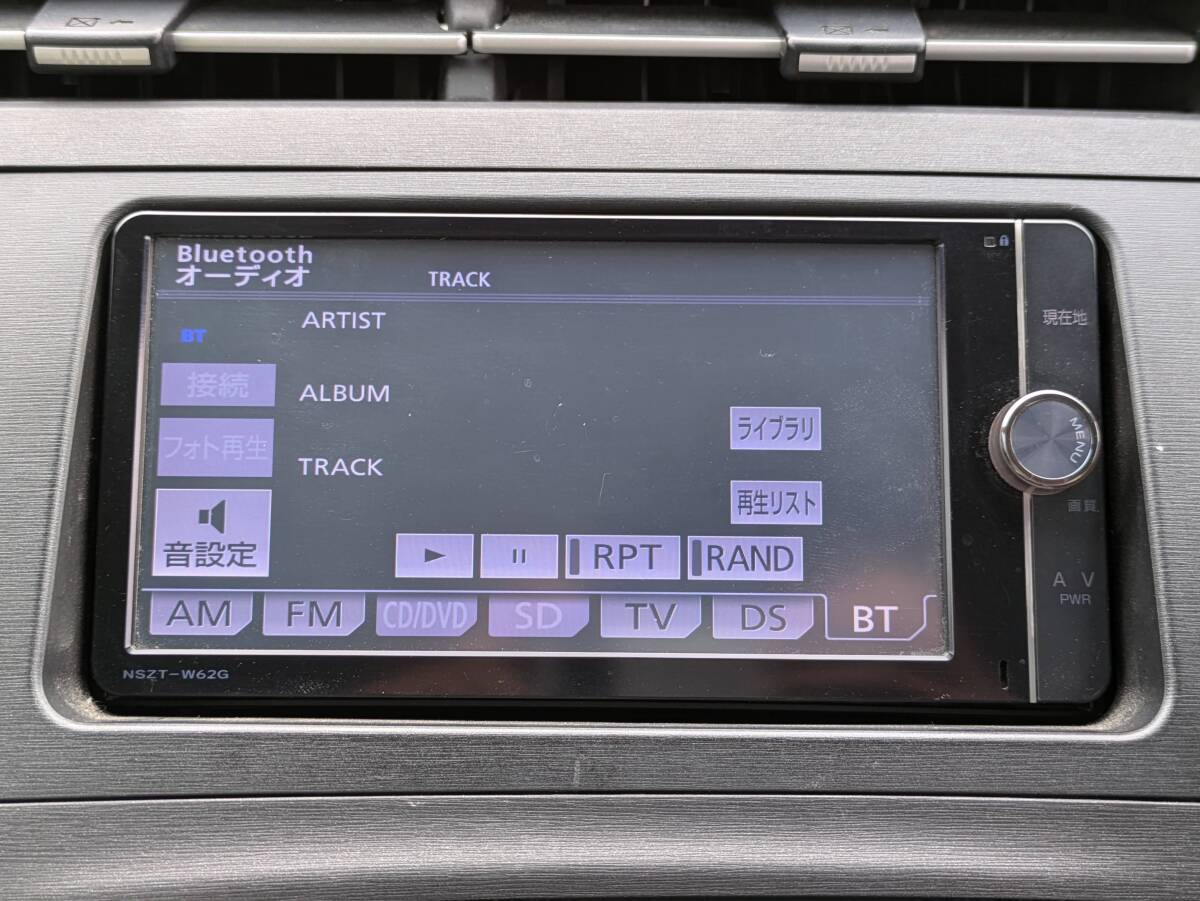 Bluetooth
オーディオ
TRACK
BT
ARTIST
接続
ALBUM
フォト再生
ライブラリ
TRACK
再生リスト
音設定
RPT
RAND
AM
FM
CD/DVD
SD
TV
DS
BT
NSZT-W62G
現在地
MENU
画質
AV
PWR